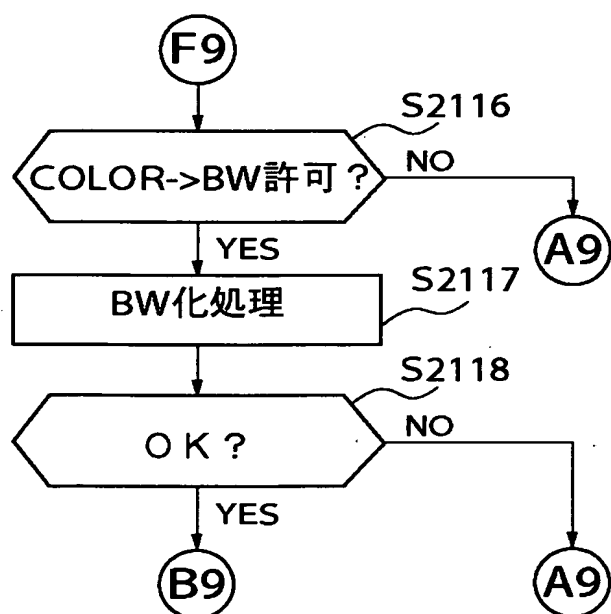 F9
S2116
COLOR->BW許可?
NO
A9
YES
S2117
BW化処理
S2118
OK?
NO
YES
B9
A9